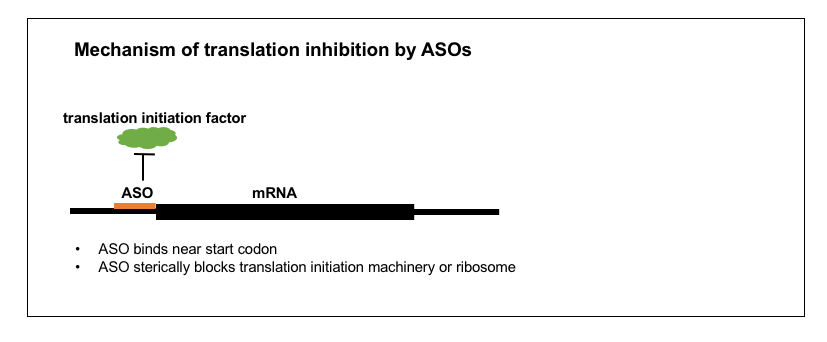 Mechanism of translation inhibition by ASOs
translation initiation factor
ASO
mRNA
• ASO binds near start codon
• ASO sterically blocks translation initiation machinery or ribosome